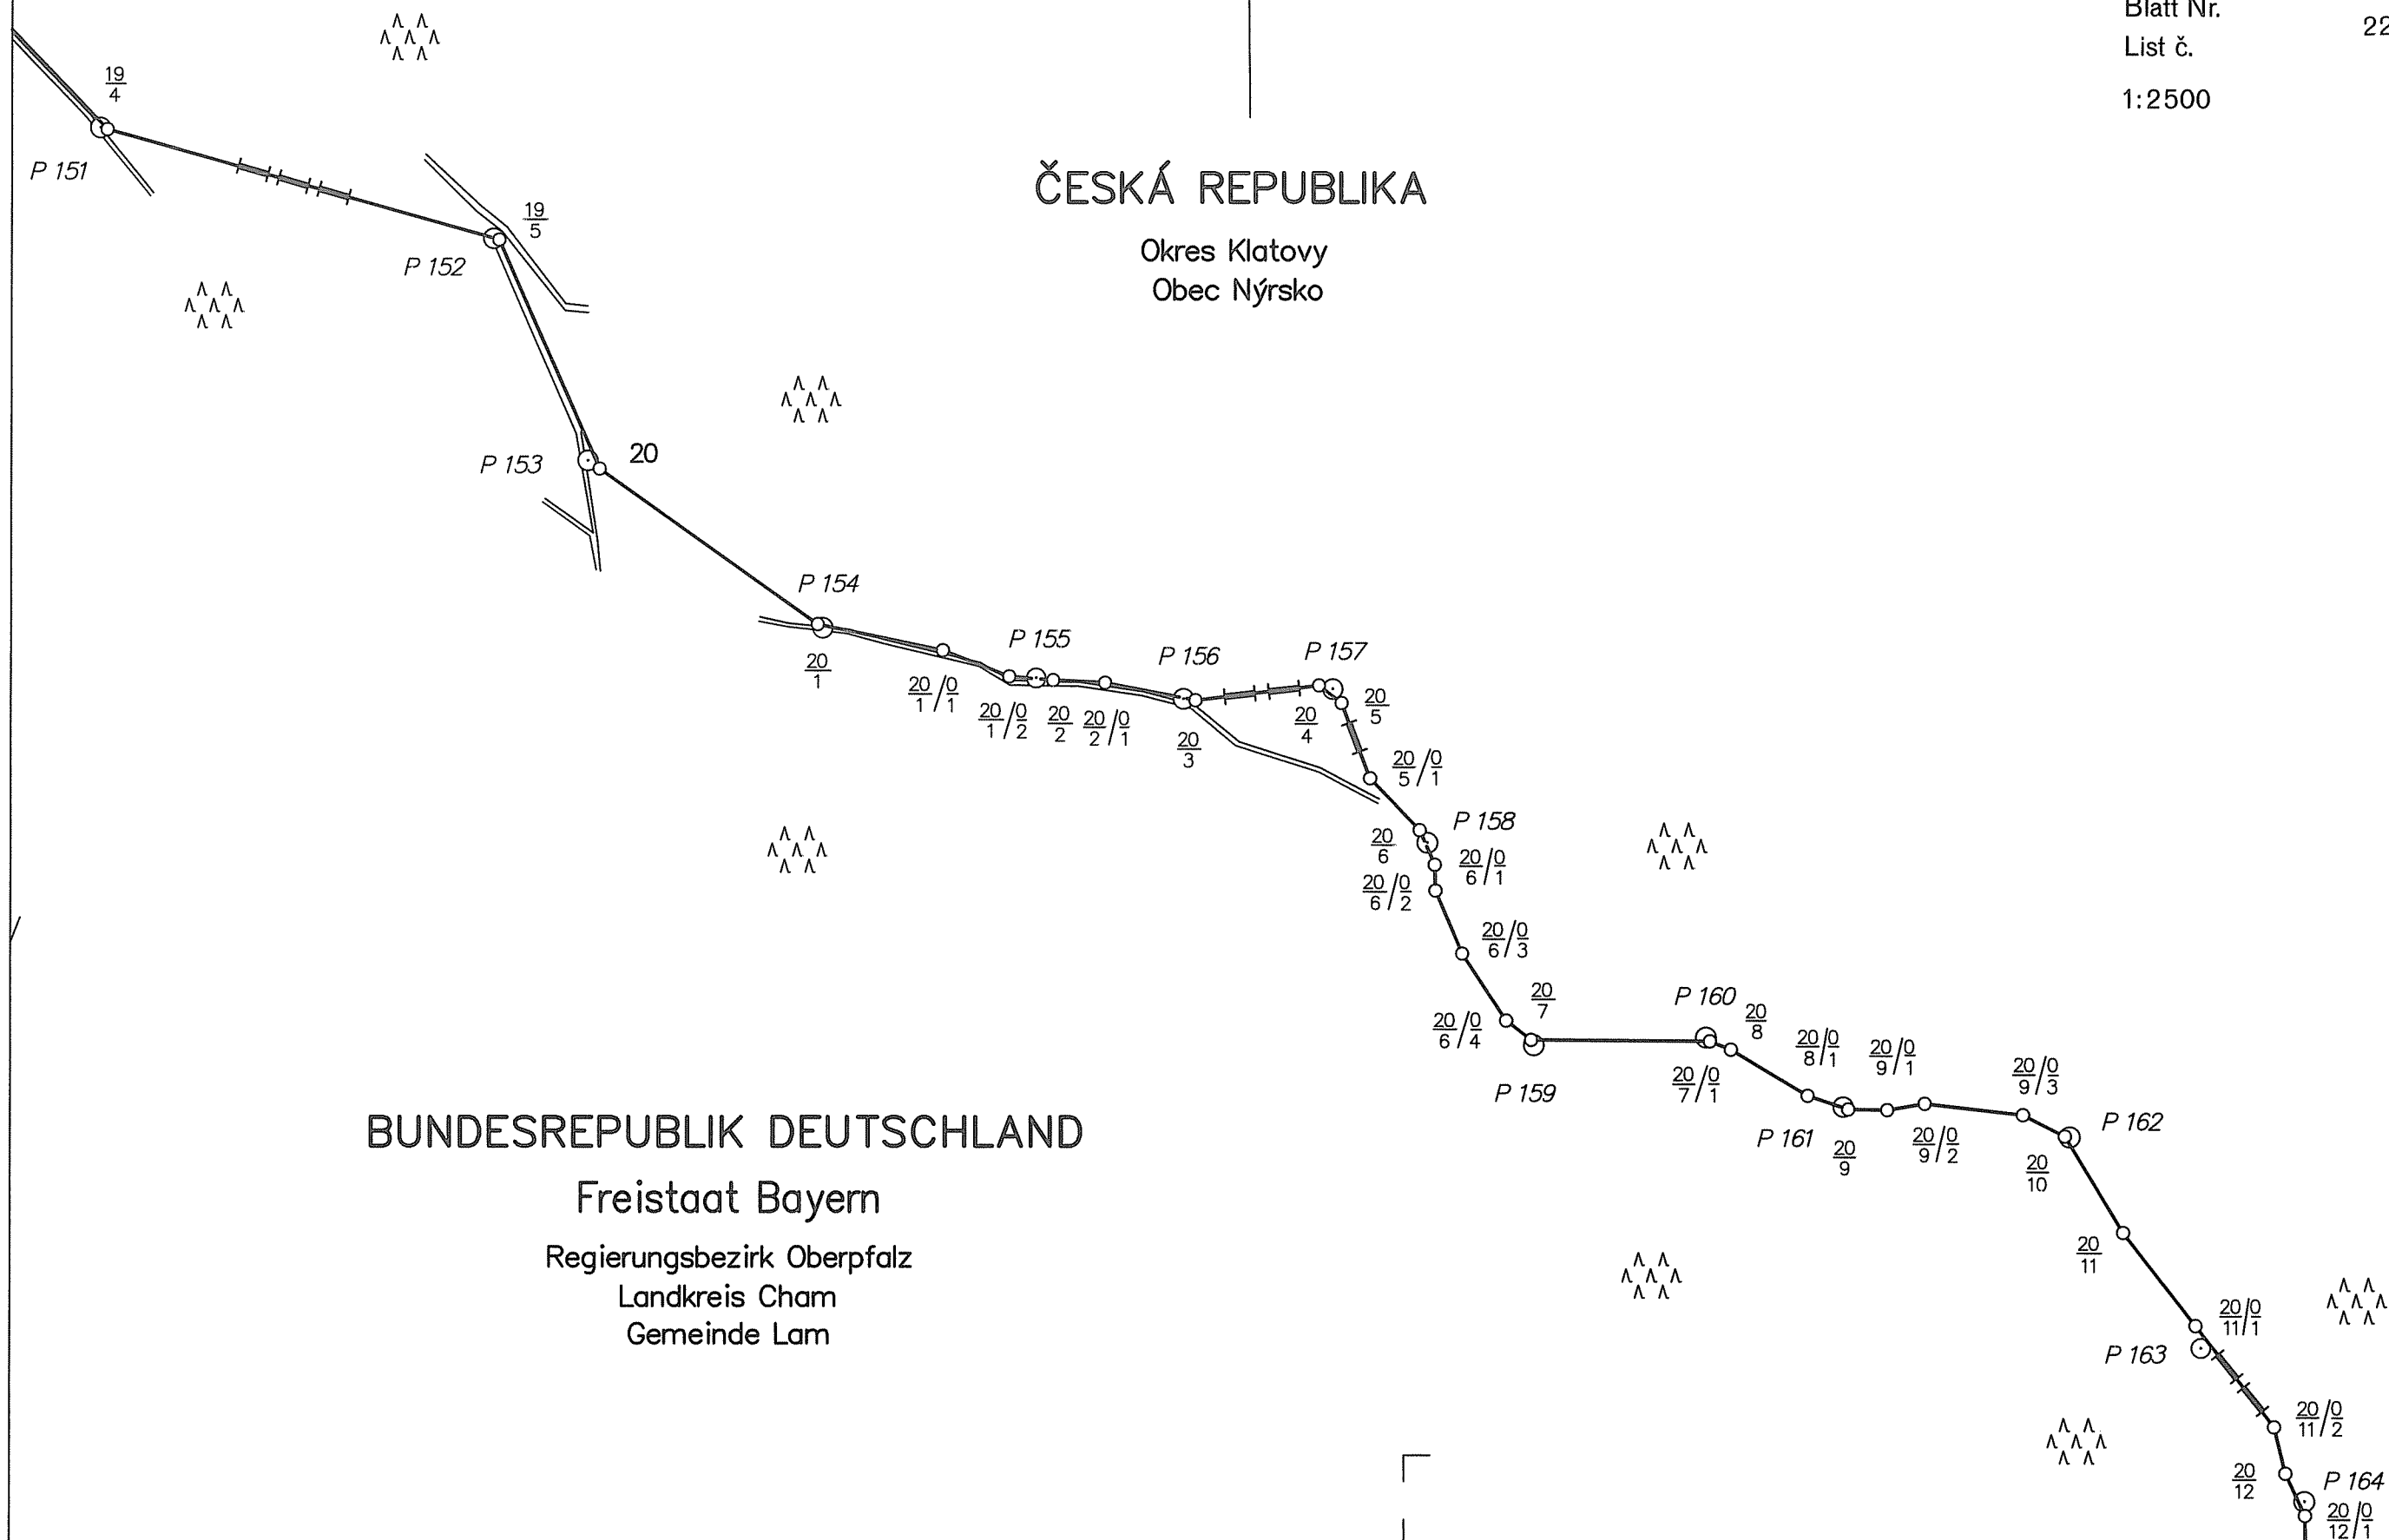 Blatt Nr. 22
List č.
1:2500
19/4
P 151
19/5
P 152
ČESKÁ REPUBLIKA
Okres Klatovy
Obec Nýrsko
P 153
20
P 154
20/1
20/1/0/1
P 155
20/1/0/2
20/2
20/2/0/1
P 156
20/3
P 157
20/4
20/5
20/5/0/1
P 158
20/6
20/6/0/1
20/6/0/2
20/6/0/3
20/7
20/6/0/4
P 159
P 160
20/8
20/7/0/1
20/8/0/1
20/9/0/1
P 161
20/9
20/9/0/2
20/9/0/3
P 162
20/10
20/11
20/11/0/1
P 163
20/11/0/2
20/12
P 164
20/12/0/1
BUNDESREPUBLIK DEUTSCHLAND
Freistaat Bayern
Regierungsbezirk Oberpfalz
Landkreis Cham
Gemeinde Lam